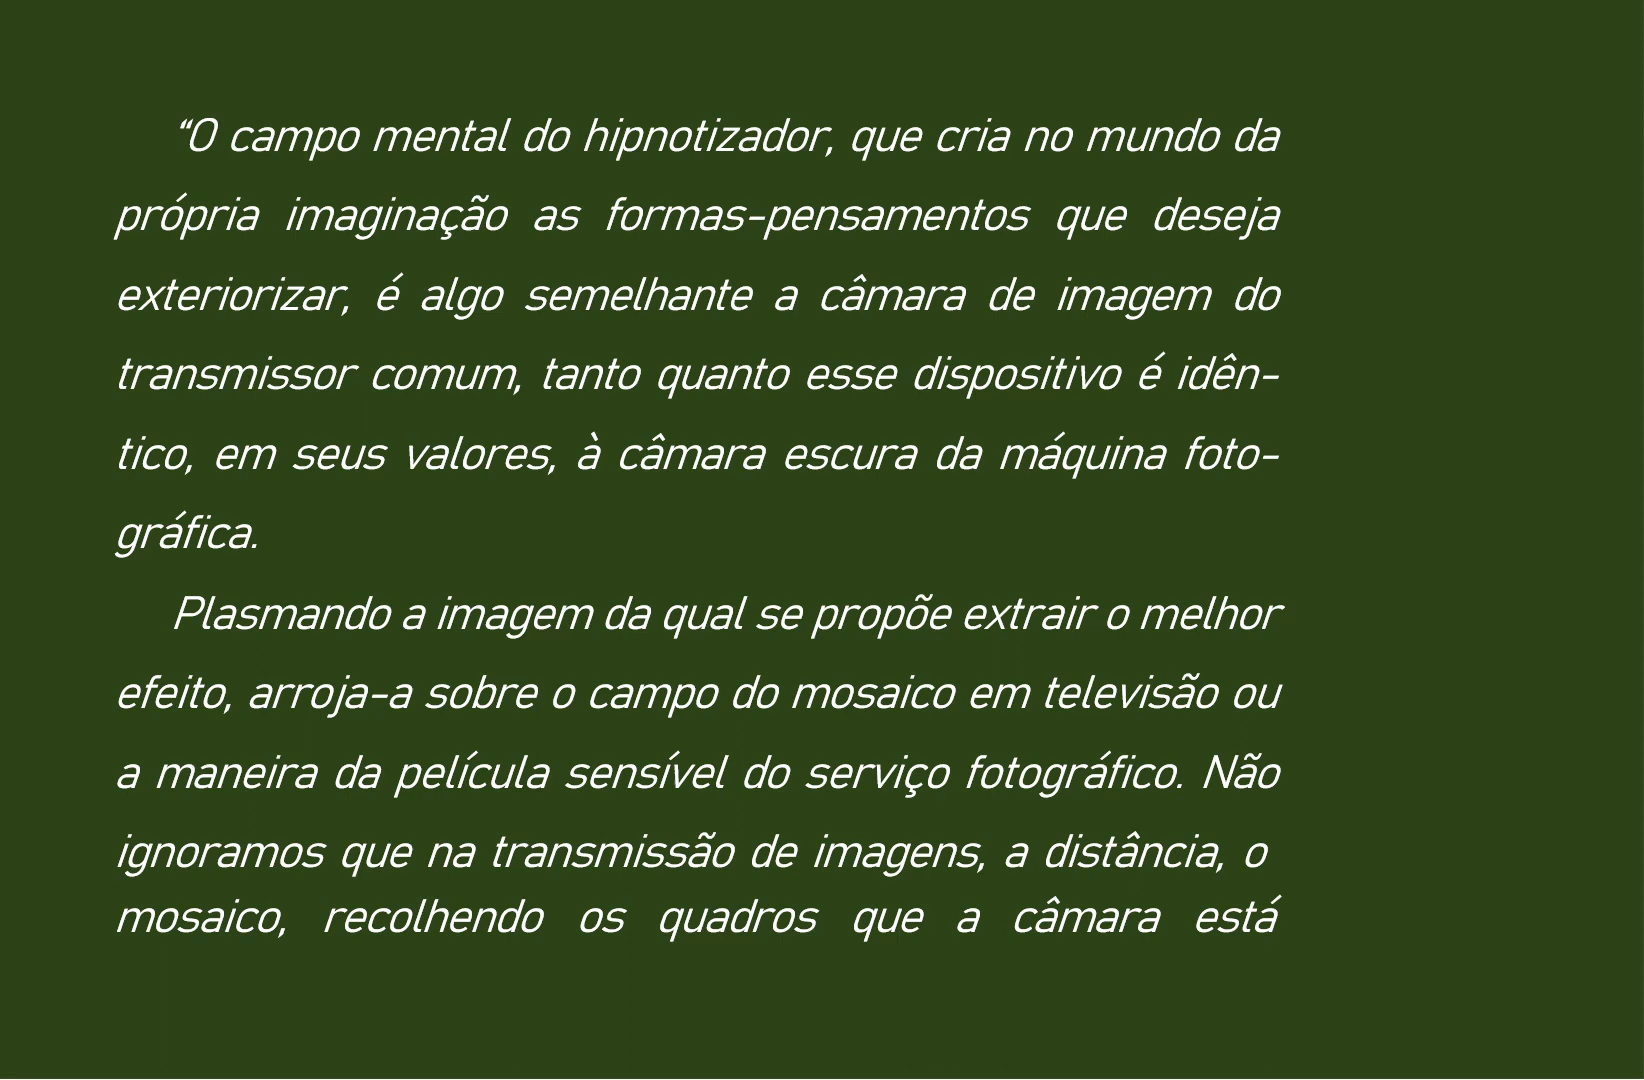 “O campo mental do hipnotizador, que cria no mundo da
própria imaginação as formas-pensamentos que deseja
exteriorizar, é algo semelhante a câmara de imagem do
transmissor comum, tanto quanto esse dispositivo é idên-
tico, em seus valores, à câmara escura da máquina foto-
gráfica.
Plasmando a imagem da qual se propõe extrair o melhor
efeito, arroja-a sobre o campo do mosaico em televisão ou
a maneira da película sensível do serviço fotográfico. Não
ignoramos que na transmissão de imagens, a distância, o
mosaico, recolhendo os quadros que a câmara está